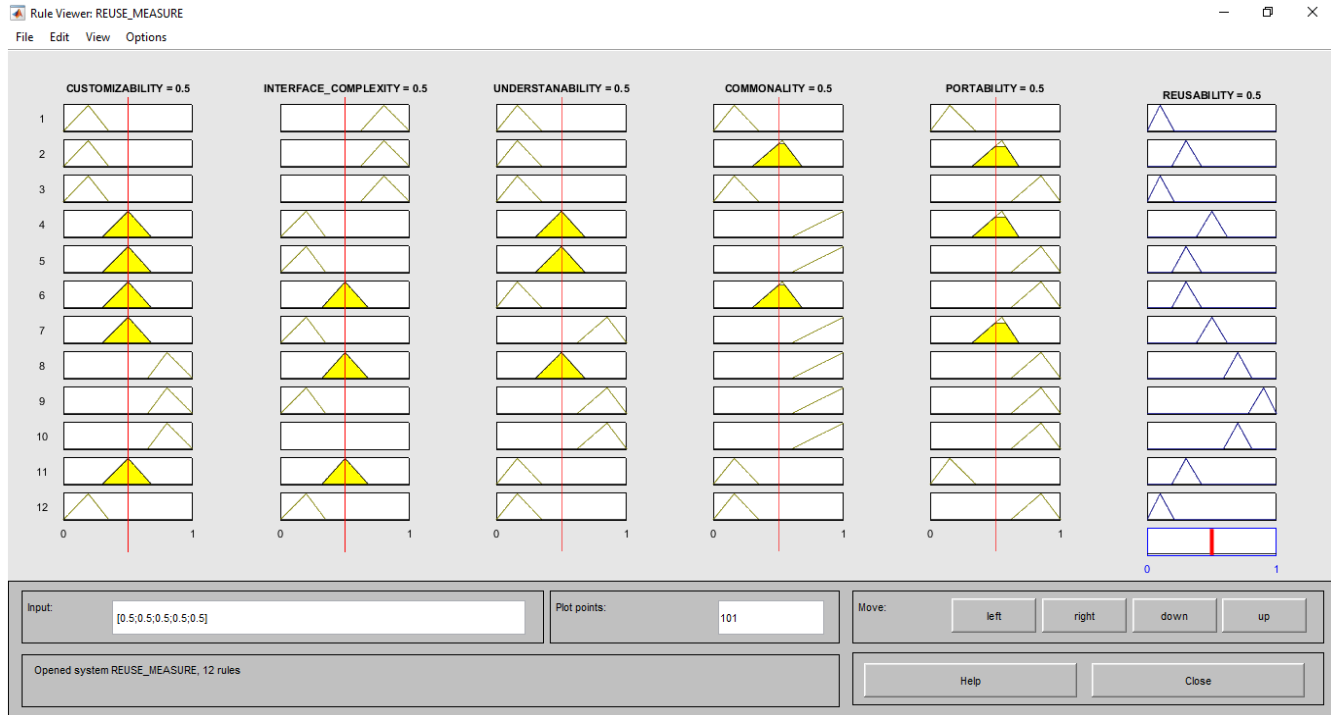 Rule Viewer: REUSE_MEASURE
File Edit View Options
CUSTOMIZABILITY = 0.5 INTERFACE_COMPLEXITY = 0.5 UNDERSTANABILITY = 0.5 COMMONALITY = 0.5 PORTABILITY = 0.5 REUSABILITY = 0.5
1
2
3
4
5
6
7
8
9
10
11
12
0 1 0 1 0 1 0 1 0 1
0 1
Input: [0.5;0.5;0.5;0.5;0.5] Plot points: 101 Move: left right down up
Opened system REUSE_MEASURE, 12 rules Help Close